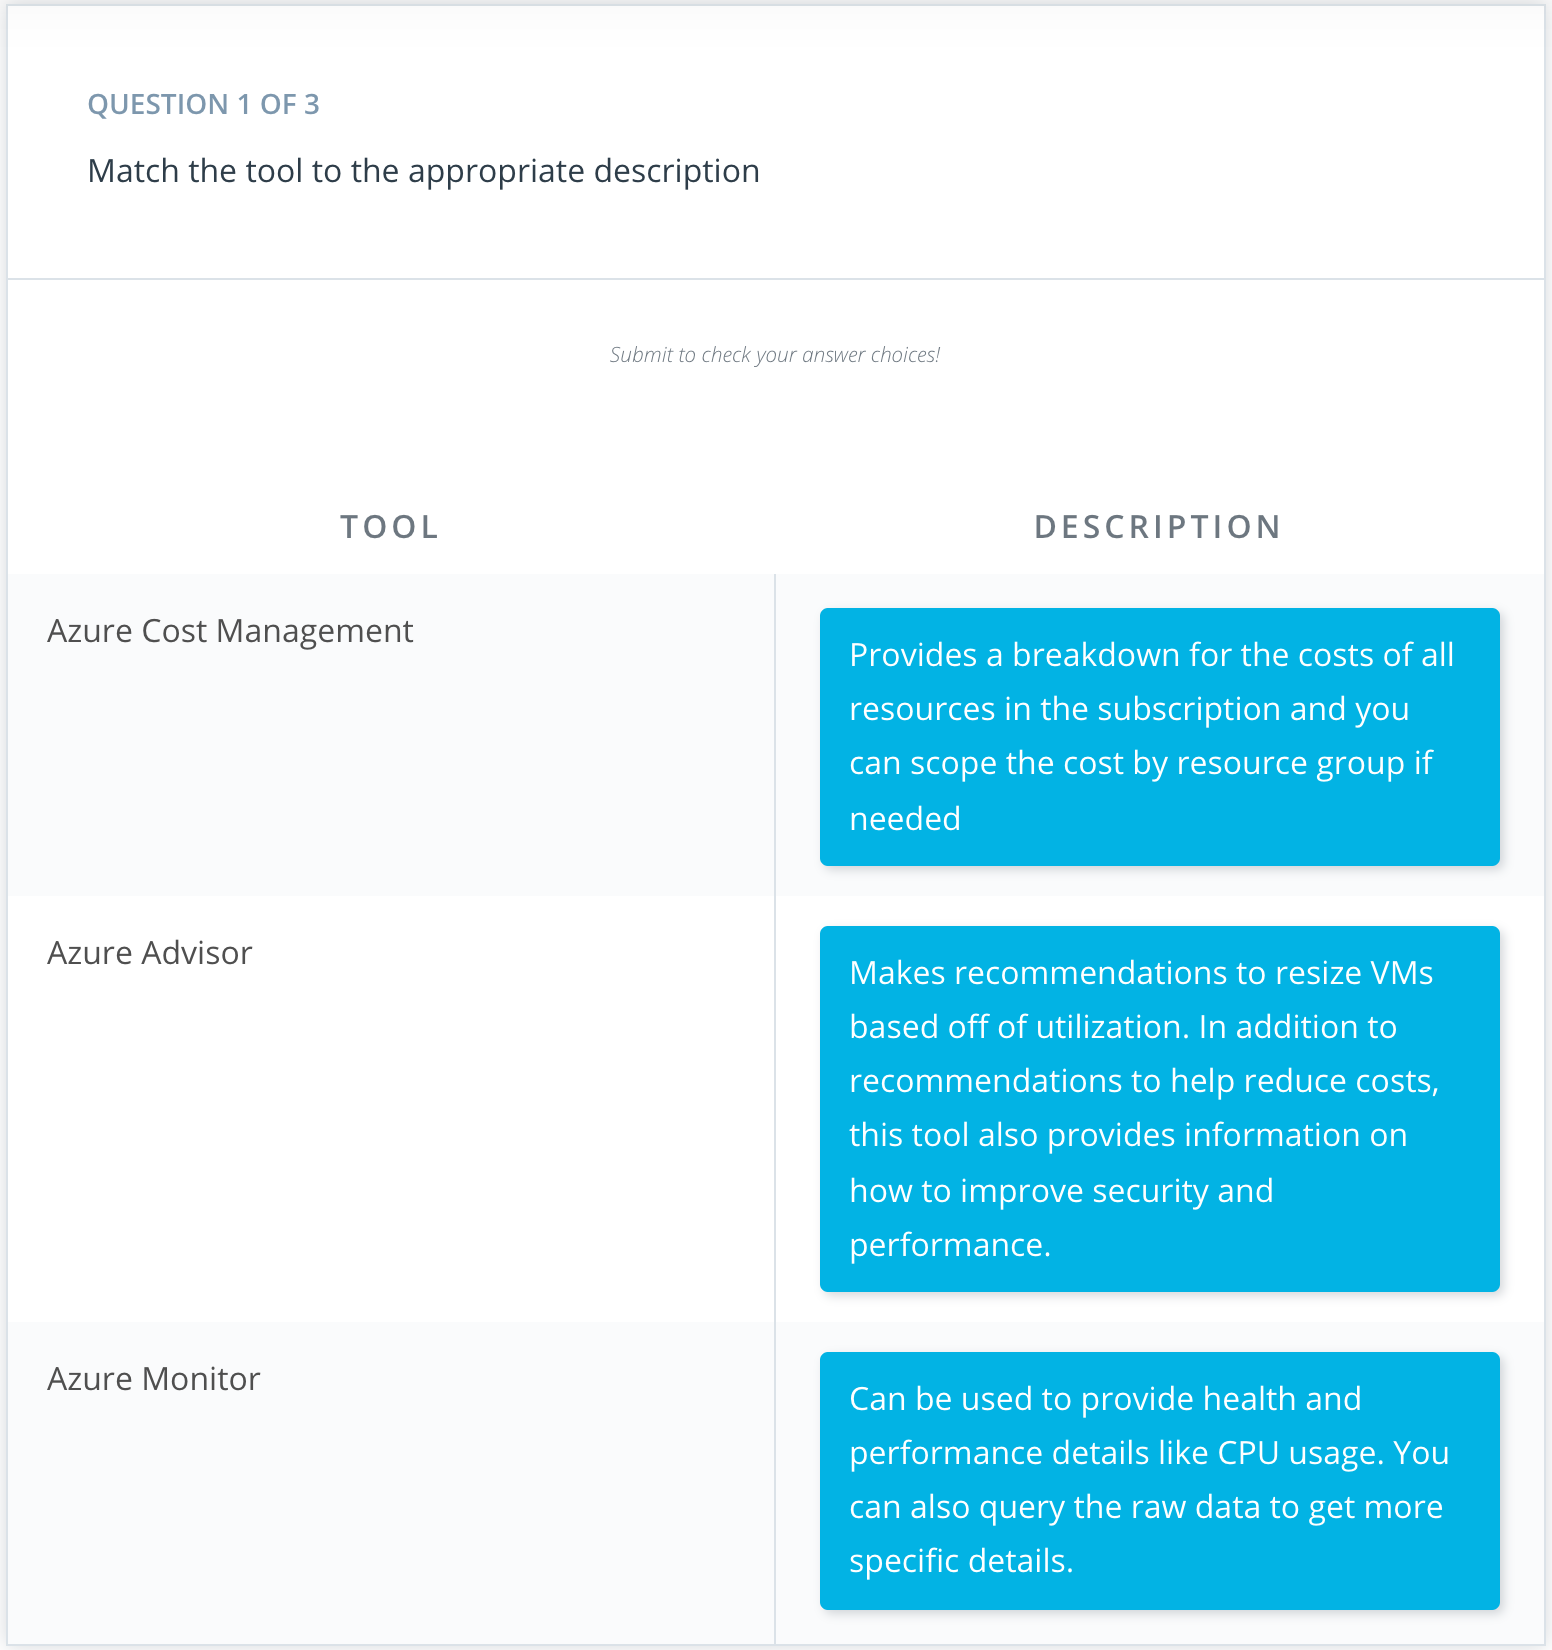 QUESTION 1 OF 3
Match the tool to the appropriate description
Submit to check your answer choices!
TOOL
DESCRIPTION
Azure Cost Management
Provides a breakdown for the costs of all
resources in the subscription and you
can scope the cost by resource group if
needed
Azure Advisor
Makes recommendations to resize VMs
based off of utilization. In addition to
recommendations to help reduce costs,
this tool also provides information on
how to improve security and
performance.
Azure Monitor
Can be used to provide health and
performance details like CPU usage. You
can also query the raw data to get more
specific details.